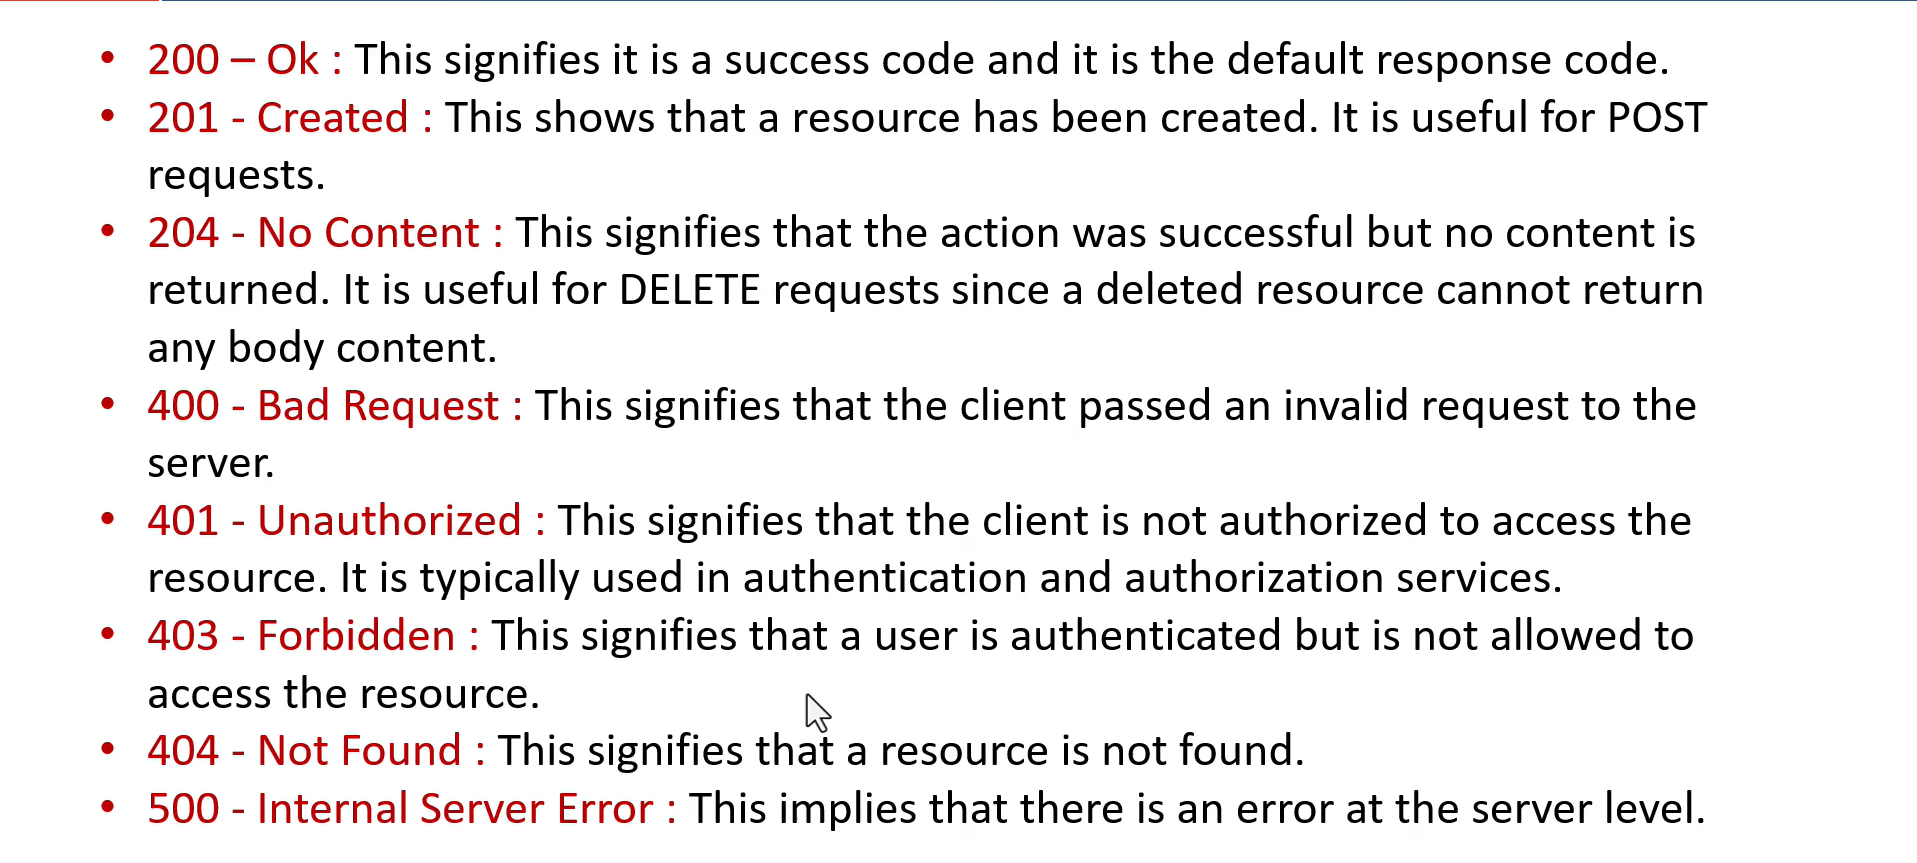 • 200 – Ok : This signifies it is a success code and it is the default response code.
• 201 - Created : This shows that a resource has been created. It is useful for POST
requests.
• 204 - No Content : This signifies that the action was successful but no content is
returned. It is useful for DELETE requests since a deleted resource cannot return
any body content.
• 400 - Bad Request : This signifies that the client passed an invalid request to the
server.
• 401 - Unauthorized : This signifies that the client is not authorized to access the
resource. It is typically used in authentication and authorization services.
• 403 - Forbidden : This signifies that a user is authenticated but is not allowed to
access the resource.
• 404 - Not Found : This signifies that a resource is not found.
• 500 - Internal Server Error : This implies that there is an error at the server level.